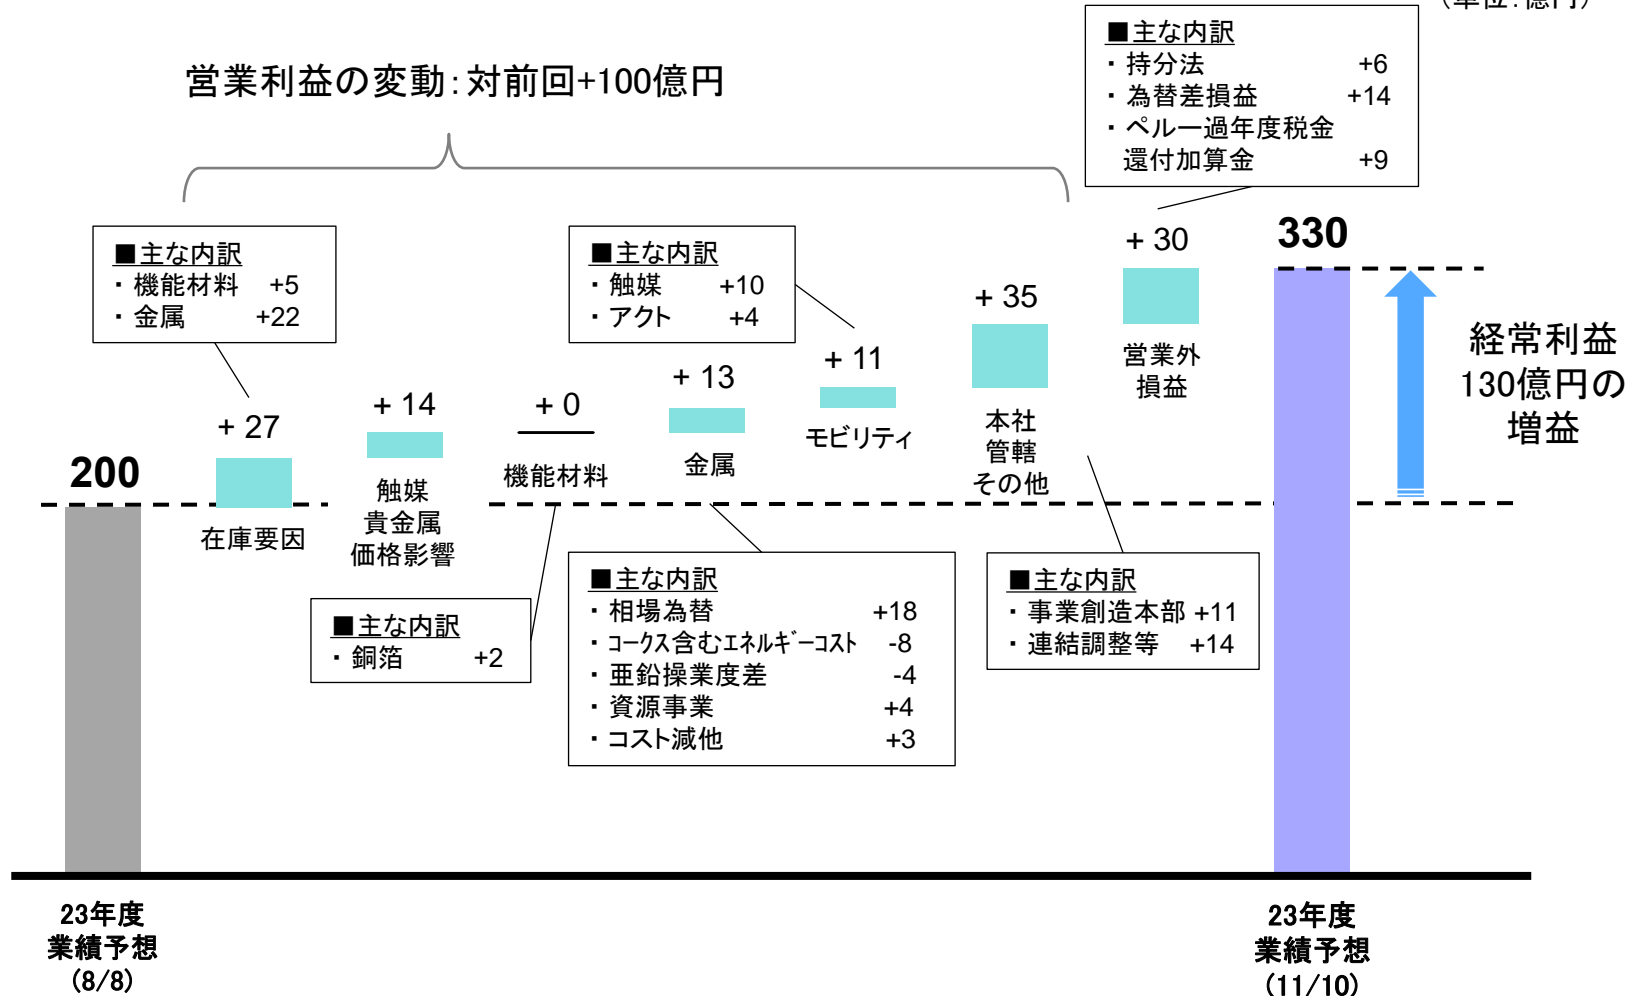 （単位：億円）
営業利益の変動：対前回+100億円
■主な内訳
・持分法 +6
・為替差損益 +14
・ペルー過年度税金
還付加算金 +9
■主な内訳
・機能材料 +5
・金属 +22
■主な内訳
・触媒 +10
・アクト +4
200
+ 27
在庫要因
+ 14
触媒
貴金属
価格影響
+ 0
機能材料
+ 13
金属
+ 11
モビリティ
+ 35
本社
管轄
その他
+ 30
営業外
損益
330
経常利益
130億円の
増益
■主な内訳
・銅箔 +2
■主な内訳
・相場為替 +18
・コークス含むエネルギーコスト -8
・亜鉛操業度差 -4
・資源事業 +4
・コスト減他 +3
■主な内訳
・事業創造本部 +11
・連結調整等 +14
23年度
業績予想
(8/8)
23年度
業績予想
(11/10)